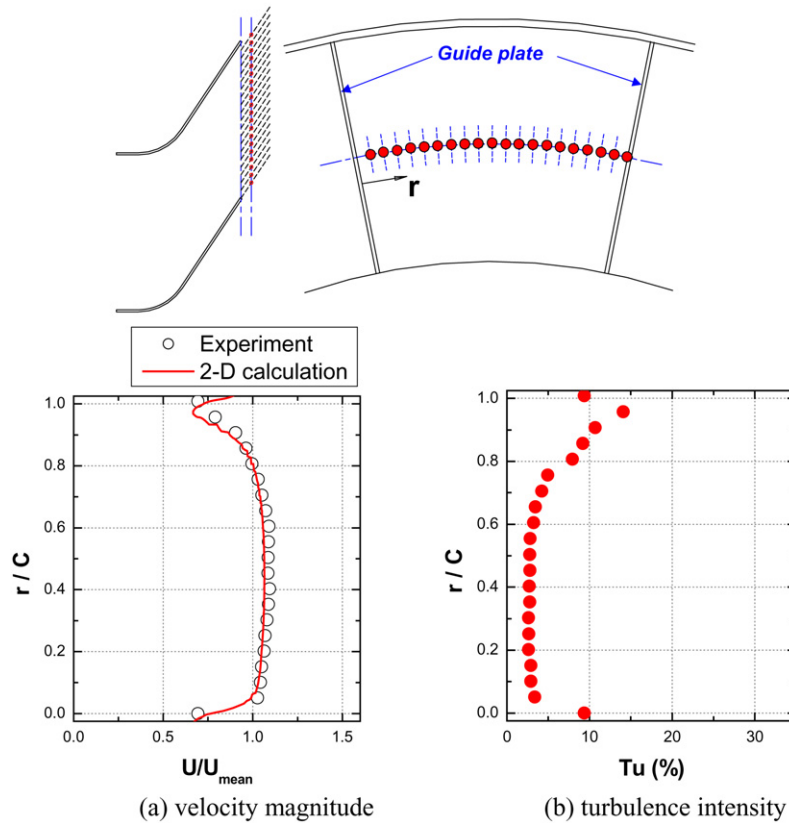 Guide plate
r
Experiment
2-D calculation
1.0
0.8
0.6
0.4
0.2
0.0
r / C
0.0 0.5 1.0 1.5
U/Umean
(a) velocity magnitude
1.0
0.8
0.6
0.4
0.2
0.0
r / C
0 10 20 30
Tu (%)
(b) turbulence intensity